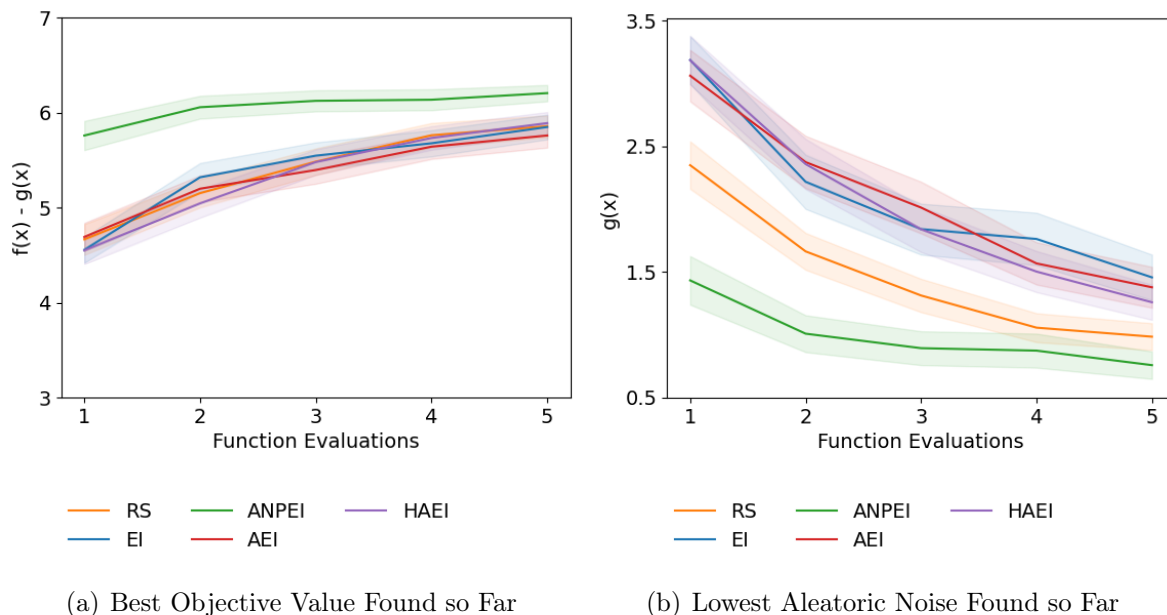 7
6
5
4
3
f(x) - g(x)
1 2 3 4 5
Function Evaluations
RS ANPEI HAEI
EI AEI
(a) Best Objective Value Found so Far
3.5
2.5
1.5
0.5
g(x)
1 2 3 4 5
Function Evaluations
RS ANPEI HAEI
EI AEI
(b) Lowest Aleatoric Noise Found so Far